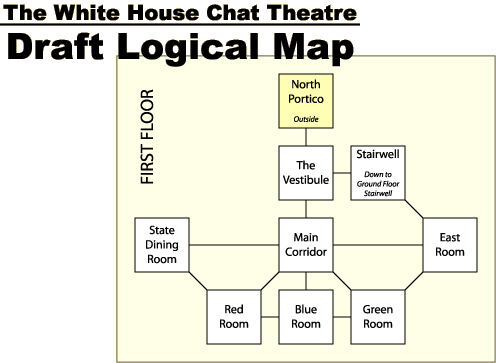 The White House Chat Theatre
Draft Logical Map
FIRST FLOOR
North
Portico
Outside
The
Vestibule
Stairwell
Down to
Ground Floor
Stairwell
State
Dining
Room
Main
Corridor
East
Room
Red
Room
Blue
Room
Green
Room